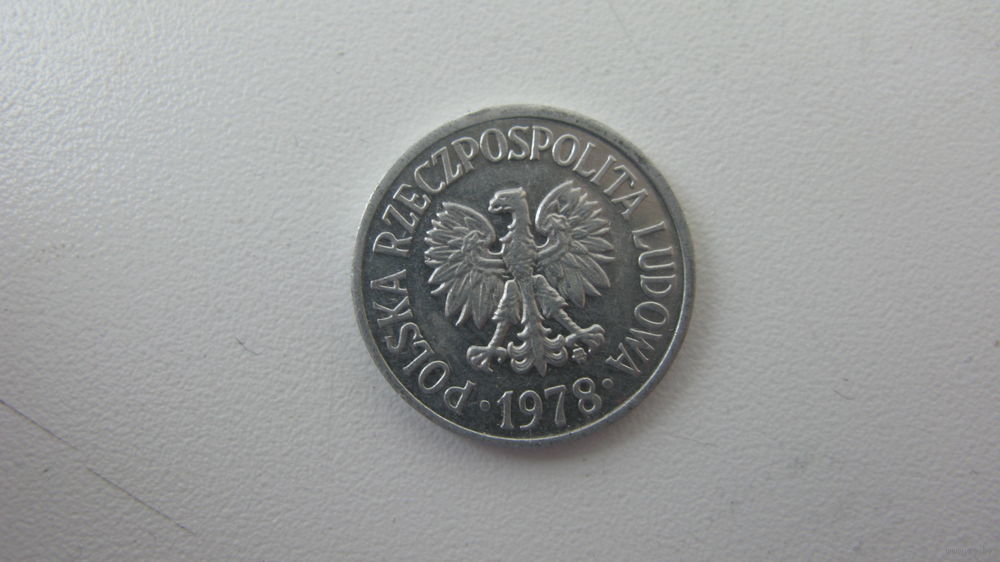 POLSKA RZECZPOSPOLITA LUDOWA
· 1978 ·